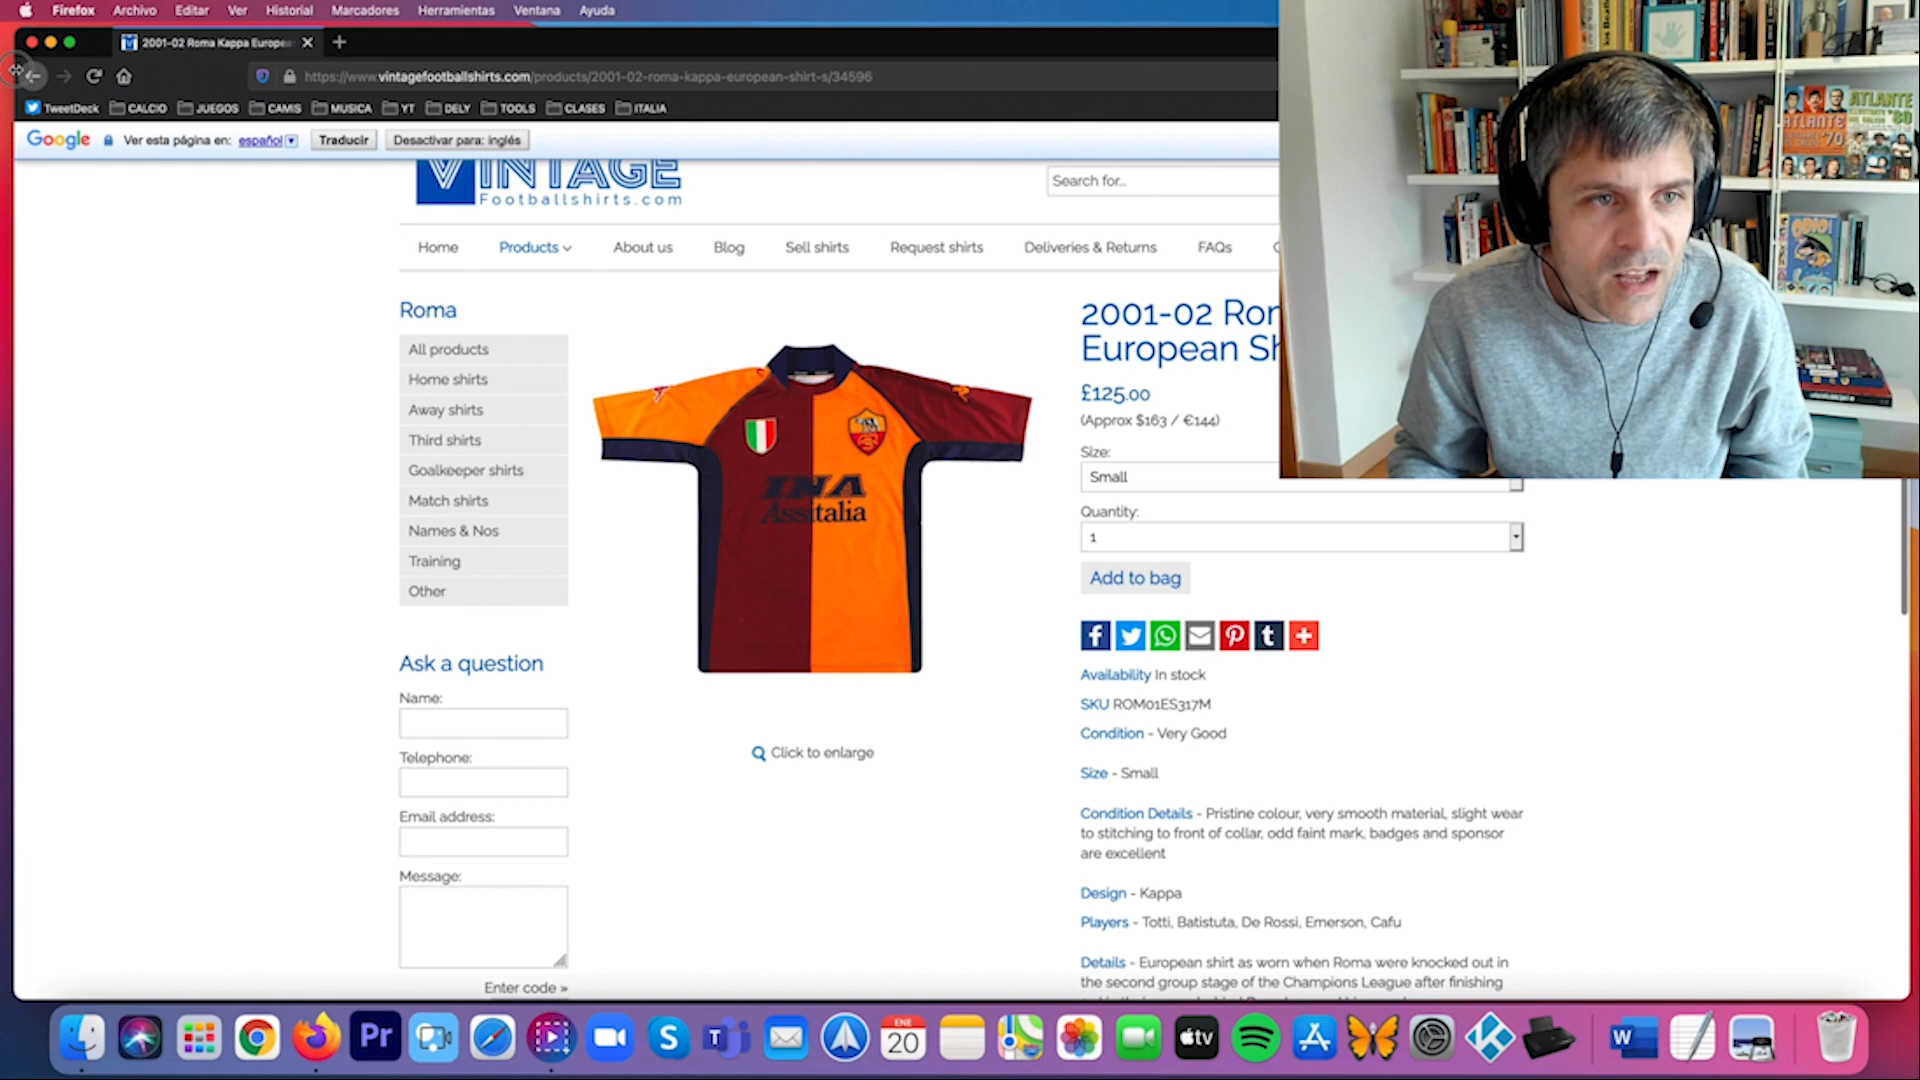 Firefox Archivo Editar Ver Historial Marcadores Herramientas Ventana Ayuda
2001-02 Roma Kappa Europea
https://www.vintagefootballshirts.com/products/2001-02-roma-kappa-european-shirt-s/34596
TweetDeck CALCIO JUEGOS CAMIS MUSICA YT DELY TOOLS CLASES ITALIA
Google Ver esta página en: español Traducir Desactivar para: inglés
VINTAGE
Footballshirts.com
Search for...
Home Products About us Blog Sell shirts Request shirts Deliveries & Returns FAQs
Roma
All products
Home shirts
Away shirts
Third shirts
Goalkeeper shirts
Match shirts
Names & Nos
Training
Other
Ask a question
Name:
Telephone:
Email address:
Message:
Enter code »
INA
Assitalia
Click to enlarge
2001-02 Ror
European Sh
£125.00
(Approx $163 / €144)
Size:
Small
Quantity:
1
Add to bag
Availability In stock
SKU ROM01ES317M
Condition - Very Good
Size - Small
Condition Details - Pristine colour, very smooth material, slight wear
to stitching to front of collar, odd faint mark, badges and sponsor
are excellent
Design - Kappa
Players - Totti, Batistuta, De Rossi, Emerson, Cafu
Details - European shirt as worn when Roma were knocked out in
the second group stage of the Champions League after finishing
ATLANTE
ATLANTE
'70
'80
Pr
S
T
ENE
20
tv
W